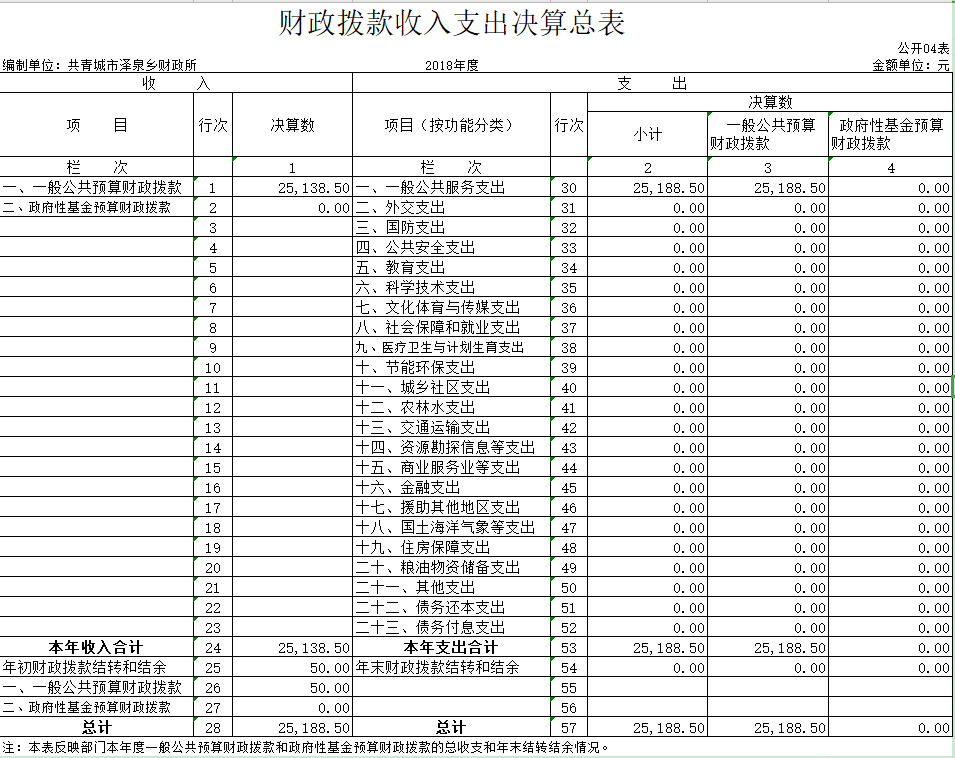 财政拨款收入支出决算总表
公开04表
编制单位：共青城市泽泉乡财政所 2018年度 金额单位：元
收 入 支 出
项 目 行次 决算数 项目（按功能分类） 行次 决算数
小计 一般公共预算财政拨款 政府性基金预算财政拨款
栏 次 1 栏 次 2 3 4
一、一般公共预算财政拨款 1 25,138.50 一、一般公共服务支出 30 25,188.50 25,188.50 0.00
二、政府性基金预算财政拨款 2 0.00 二、外交支出 31 0.00 0.00 0.00
3 三、国防支出 32 0.00 0.00 0.00
4 四、公共安全支出 33 0.00 0.00 0.00
5 五、教育支出 34 0.00 0.00 0.00
6 六、科学技术支出 35 0.00 0.00 0.00
7 七、文化体育与传媒支出 36 0.00 0.00 0.00
8 八、社会保障和就业支出 37 0.00 0.00 0.00
9 九、医疗卫生与计划生育支出 38 0.00 0.00 0.00
10 十、节能环保支出 39 0.00 0.00 0.00
11 十一、城乡社区支出 40 0.00 0.00 0.00
12 十二、农林水支出 41 0.00 0.00 0.00
13 十三、交通运输支出 42 0.00 0.00 0.00
14 十四、资源勘探信息等支出 43 0.00 0.00 0.00
15 十五、商业服务业等支出 44 0.00 0.00 0.00
16 十六、金融支出 45 0.00 0.00 0.00
17 十七、援助其他地区支出 46 0.00 0.00 0.00
18 十八、国土海洋气象等支出 47 0.00 0.00 0.00
19 十九、住房保障支出 48 0.00 0.00 0.00
20 二十、粮油物资储备支出 49 0.00 0.00 0.00
21 二十一、其他支出 50 0.00 0.00 0.00
22 二十二、债务还本支出 51 0.00 0.00 0.00
23 二十三、债务付息支出 52 0.00 0.00 0.00
本年收入合计 24 25,138.50 本年支出合计 53 25,188.50 25,188.50 0.00
年初财政拨款结转和结余 25 50.00 年末财政拨款结转和结余 54 0.00 0.00 0.00
一、一般公共预算财政拨款 26 50.00 55
二、政府性基金预算财政拨款 27 0.00 56
总计 28 25,188.50 总计 57 25,188.50 25,188.50 0.00
注：本表反映部门本年度一般公共预算财政拨款和政府性基金预算财政拨款的总收支和年末结转结余情况。